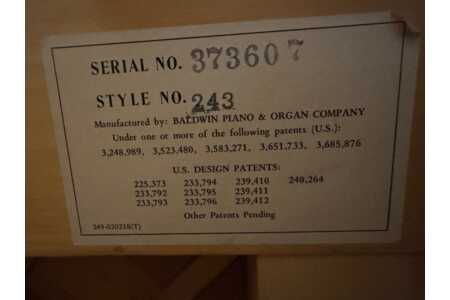 SERIAL NO. 373607
STYLE NO. 243
Manufactured by: BALDWIN PIANO & ORGAN COMPANY
Under one or more of the following patents (U.S.):
3,248,989, 3,523,480, 3,583,271, 3,651,733, 3,685,876
U.S. DESIGN PATENTS:
225,373 233,794 239,410 240,264
233,792 233,795 239,411
233,793 233,796 239,412
Other Patents Pending
249-020218(T)